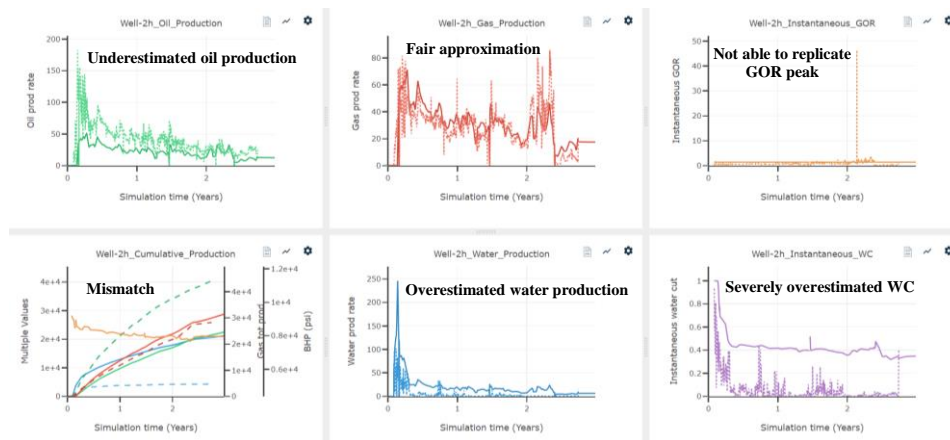 Well-2h_Oil_Production
Underestimated oil production
Oil prod rate
200
150
100
50
0
0
1
2
Simulation time (Years)
Well-2h_Gas_Production
Fair approximation
Gas prod rate
80
60
40
20
0
0
1
2
Simulation time (Years)
Well-2h_Instantaneous_GOR
Not able to replicate
GOR peak
Instantaneous GOR
50
40
30
20
10
0
0
1
2
Simulation time (Years)
Well-2h_Cumulative_Production
Mismatch
Multiple Values
4e+4
3e+4
2e+4
1e+4
0
0
1
2
Simulation time (Years)
4e+4
3e+4
2e+4
1e+4
0
Gas tot prod
1.2e+4
1e+4
0.8e+4
0.6e+4
BHP (psi)
Well-2h_Water_Production
Overestimated water production
Water prod rate
250
200
150
100
50
0
0
1
2
Simulation time (Years)
Well-2h_Instantaneous_WC
Severely overestimated WC
Instantaneous water cut
1
0.8
0.6
0.4
0.2
0
0
1
2
Simulation time (Years)